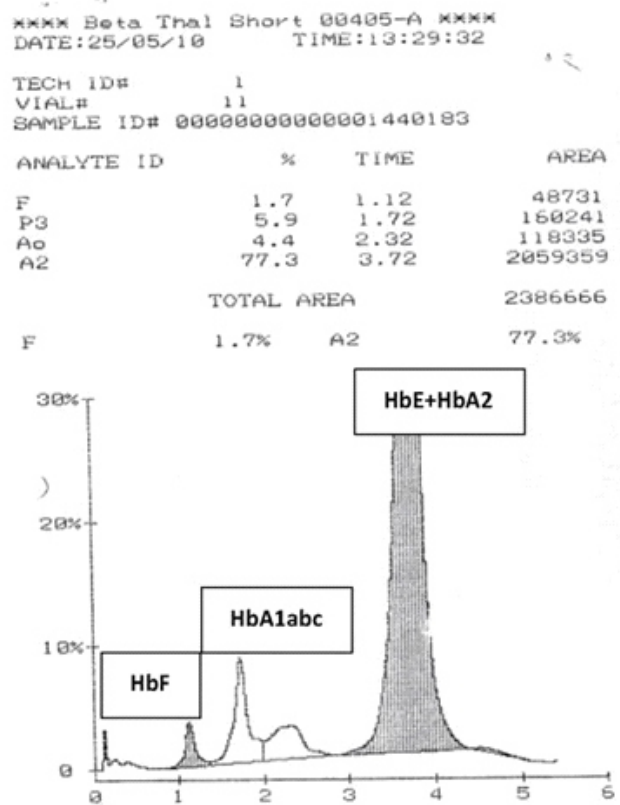 **** Beta Thal Short 00405-A ****
DATE:25/05/10 TIME:13:29:32
TECH ID# 1
VIAL# 11
SAMPLE ID# 00000000000001440183
ANALYTE ID % TIME AREA
F 1.7 1.12 48731
P3 5.9 1.72 160241
Ao 4.4 2.32 118335
A2 77.3 3.72 2059359
TOTAL AREA 2386666
F 1.7% A2 77.3%
30%
HbE+HbA2
20%
HbA1abc
10%
HbF
0
0 1 2 3 4 5 6